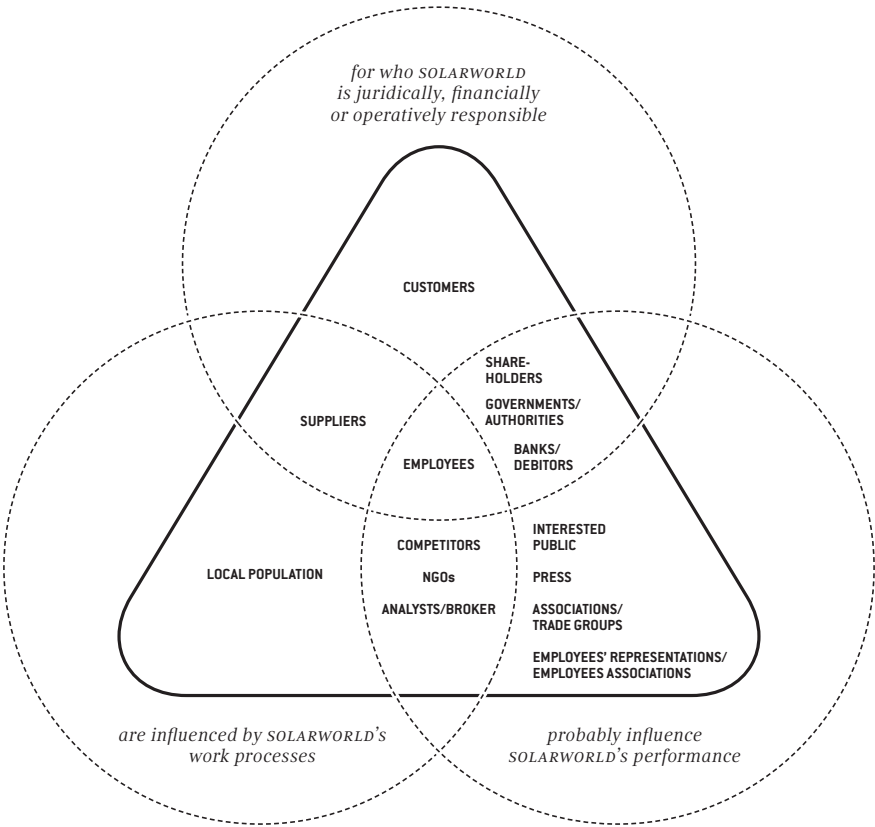 for who SOLARWORLD
is juridically, financially
or operatively responsible
CUSTOMERS
SHARE-
HOLDERS
GOVERNMENTS/
AUTHORITIES
SUPPLIERS
BANKS/
DEBITORS
EMPLOYEES
COMPETITORS
INTERESTED
PUBLIC
LOCAL POPULATION
NGOs
PRESS
ANALYSTS/BROKER
ASSOCIATIONS/
TRADE GROUPS
EMPLOYEES' REPRESENTATIONS/
EMPLOYEES ASSOCIATIONS
are influenced by SOLARWORLD's
work processes
probably influence
SOLARWORLD's performance